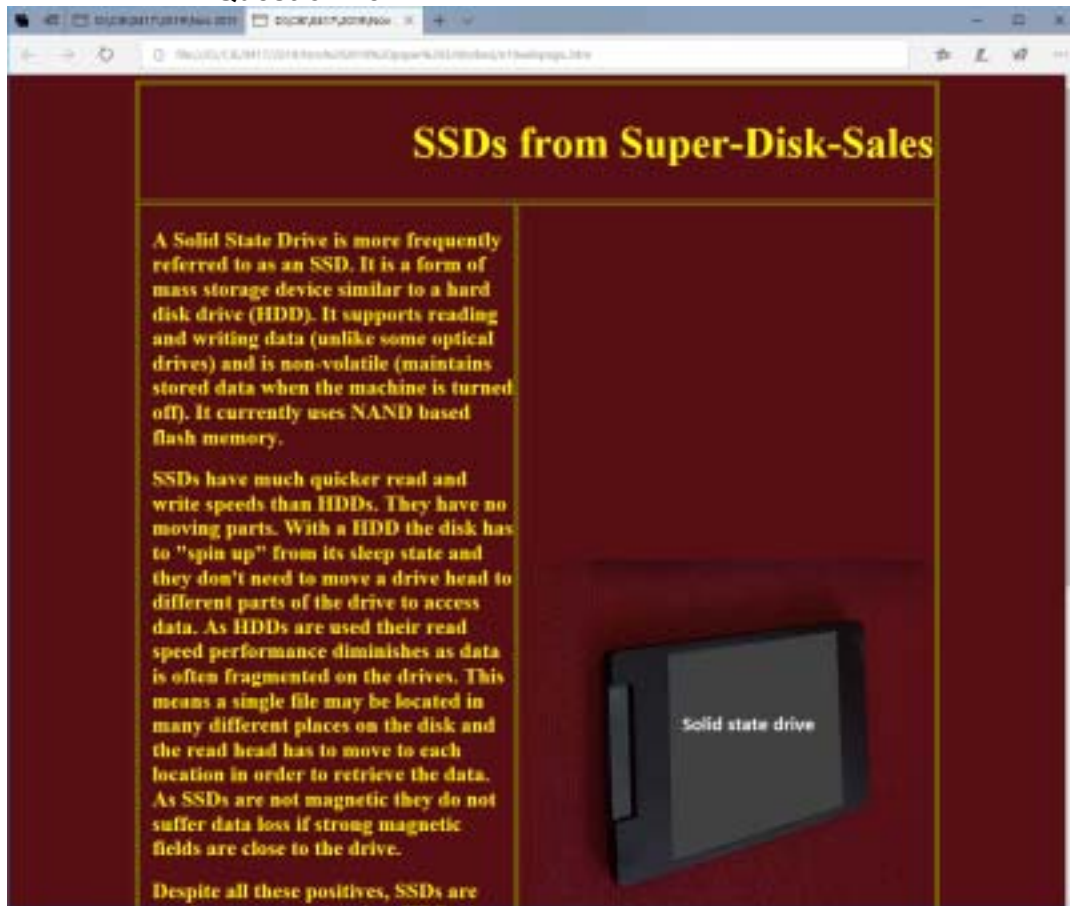 SSDs from Super-Disk-Sales
A Solid State Drive is more frequently
referred to as an SSD. It is a form of
mass storage device similar to a hard
disk drive (HDD). It supports reading
and writing data (unlike some optical
drives) and is non-volatile (maintains
stored data when the machine is turned
off). It currently uses NAND based
flash memory.
SSDs have much quicker read and
write speeds than HDDs. They have no
moving parts. With a HDD the disk has
to "spin up" from its sleep state and
they don't need to move a drive head to
different parts of the drive to access
data. As HDDs are used their read
speed performance diminishes as data
is often fragmented on the drives. This
means a single file may be located in
many different places on the disk and
the read head has to move to each
location in order to retrieve the data.
As SSDs are not magnetic they do not
suffer data loss if strong magnetic
fields are close to the drive.
Despite all these positives, SSDs are
Solid state drive